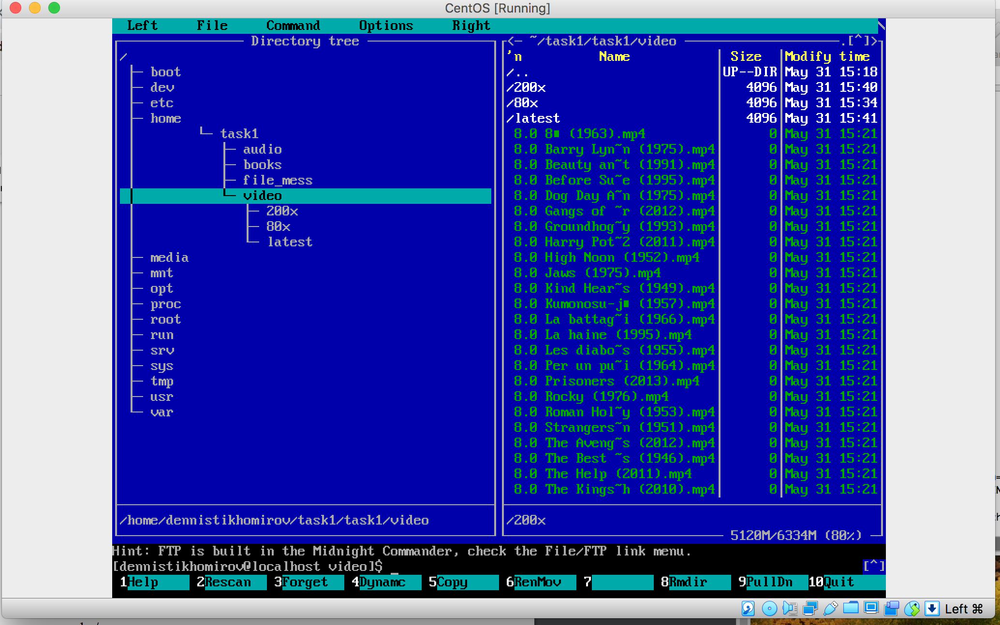 CentOS [Running]
Left File Command Options Right
Directory tree
/
boot
dev
etc
home
task1
audio
books
file_mess
video
200x
80x
latest
media
mnt
opt
proc
root
run
srv
sys
tmp
usr
var
/home/dennistikhomirov/task1/task1/video
<- ~/task1/task1/video .[^]>
'n Name Size Modify time
/.. UP--DIR May 31 15:18
/200x 4096 May 31 15:40
/80x 4096 May 31 15:34
/latest 4096 May 31 15:41
8.0 8■ (1963).mp4 0 May 31 15:21
8.0 Barry Lyn~n (1975).mp4 0 May 31 15:21
8.0 Beauty an~t (1991).mp4 0 May 31 15:21
8.0 Before Su~e (1995).mp4 0 May 31 15:21
8.0 Dog Day A~n (1975).mp4 0 May 31 15:21
8.0 Gangs of ~r (2012).mp4 0 May 31 15:21
8.0 Groundhog~y (1993).mp4 0 May 31 15:21
8.0 Harry Pot~2 (2011).mp4 0 May 31 15:21
8.0 High Noon (1952).mp4 0 May 31 15:21
8.0 Jaws (1975).mp4 0 May 31 15:21
8.0 Kind Hear~s (1949).mp4 0 May 31 15:21
8.0 Kumonosu-j■ (1957).mp4 0 May 31 15:21
8.0 La battag~i (1966).mp4 0 May 31 15:21
8.0 La haine (1995).mp4 0 May 31 15:21
8.0 Les diabo~s (1955).mp4 0 May 31 15:21
8.0 Per un pu~i (1964).mp4 0 May 31 15:21
8.0 Prisoners (2013).mp4 0 May 31 15:21
8.0 Rocky (1976).mp4 0 May 31 15:21
8.0 Roman Hol~y (1953).mp4 0 May 31 15:21
8.0 Strangers~n (1951).mp4 0 May 31 15:21
8.0 The Aveng~s (2012).mp4 0 May 31 15:21
8.0 The Best ~s (1946).mp4 0 May 31 15:21
8.0 The Help (2011).mp4 0 May 31 15:21
8.0 The Kings~h (2010).mp4 0 May 31 15:21
/200x
5120M/6334M (80%)
Hint: FTP is built in the Midnight Commander, check the File/FTP link menu.
[dennistikhomirov@localhost video]$ _ [^]
1Help 2Rescan 3Forget 4Dynamc 5Copy 6RenMov 7 8Rmdir 9PullDn 10Quit
Left ⌘